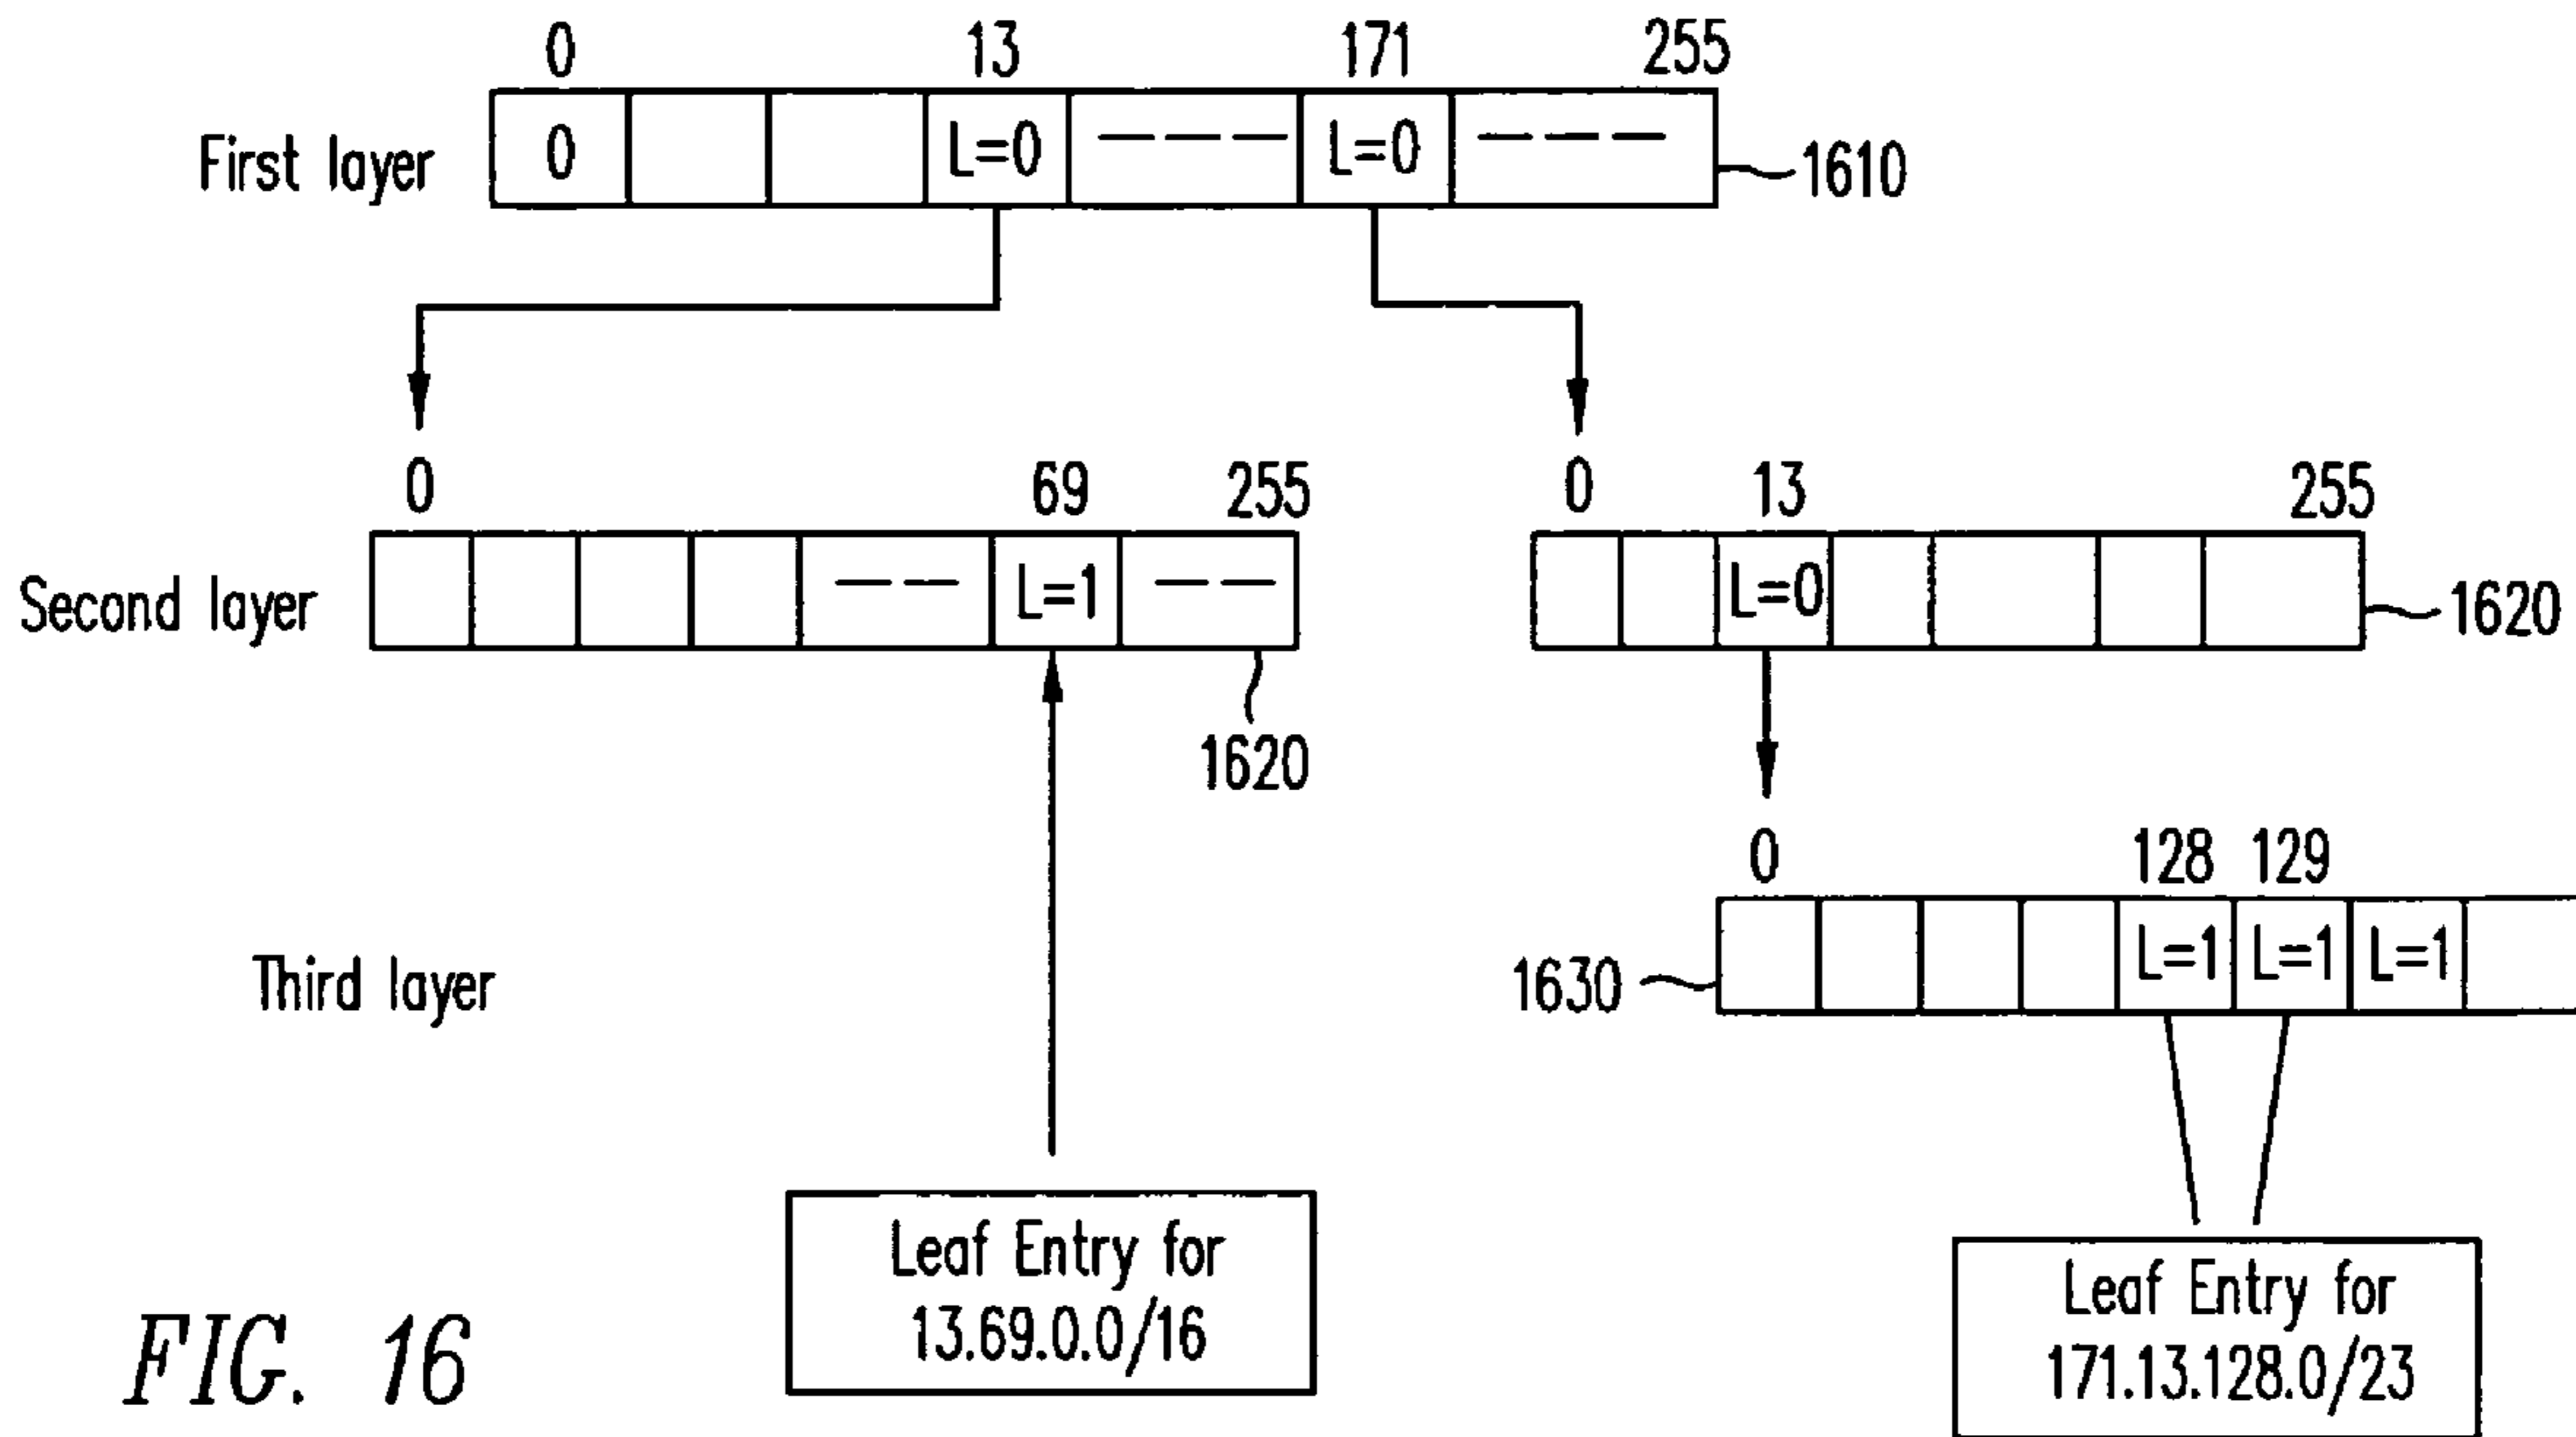 0 13 171 255
First layer 0 L=0 — — — L=0 — — — 1610
0 69 255 0 13 255
Second layer — — L=1 — — L=0 1620
1620
0 128 129
Third layer 1630 L=1 L=1 L=1
Leaf Entry for
13.69.0.0/16
Leaf Entry for
171.13.128.0/23
FIG. 16